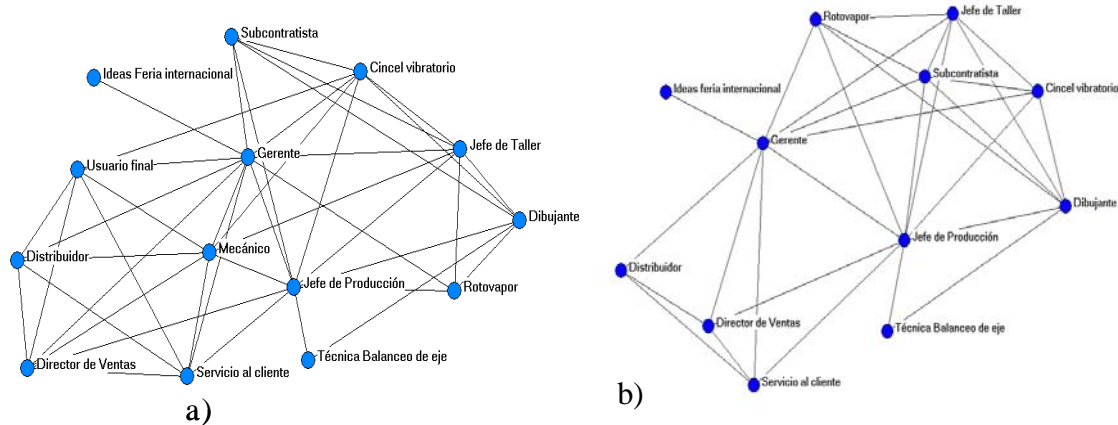 Subcontratista
Ideas Feria internacional
Cincel vibratorio
Gerente
Jefe de Taller
Usuario final
Dibujante
Mecánico
Distribuidor
Jefe de Producción
Rotovapor
Director de Ventas
Servicio al cliente
Técnica Balanceo de eje
a)
Rotovapor
Jefe de Taller
Subcontratista
Ideas feria internacional
Cincel vibratorio
Gerente
Dibujante
Jefe de Producción
Distribuidor
Director de Ventas
Técnica Balanceo de eje
Servicio al cliente
b)